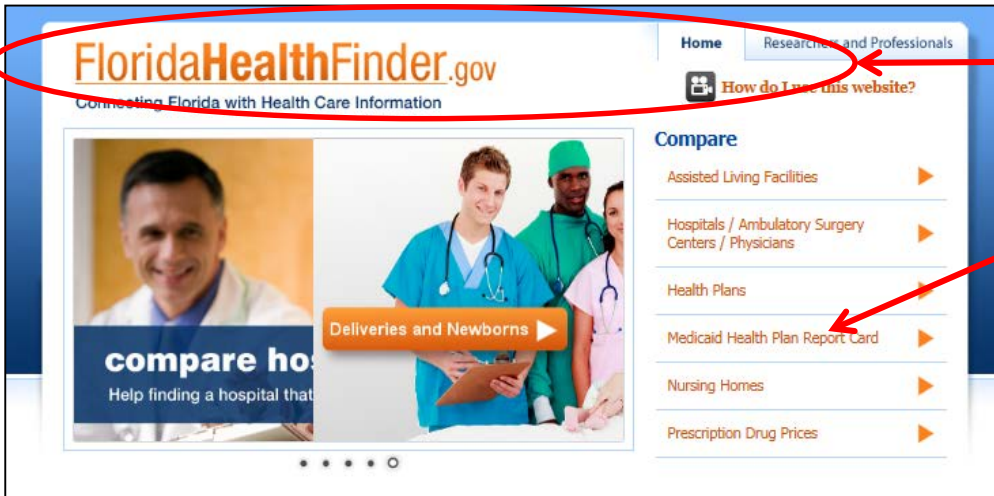 FloridaHealthFinder.gov
Connecting Florida with Health Care Information
Home
Researchers and Professionals
How do I use this website?
Compare
Assisted Living Facilities
Hospitals / Ambulatory Surgery
Centers / Physicians
Health Plans
Medicaid Health Plan Report Card
Nursing Homes
Prescription Drug Prices
compare hos
Help finding a hospital that
Deliveries and Newborns